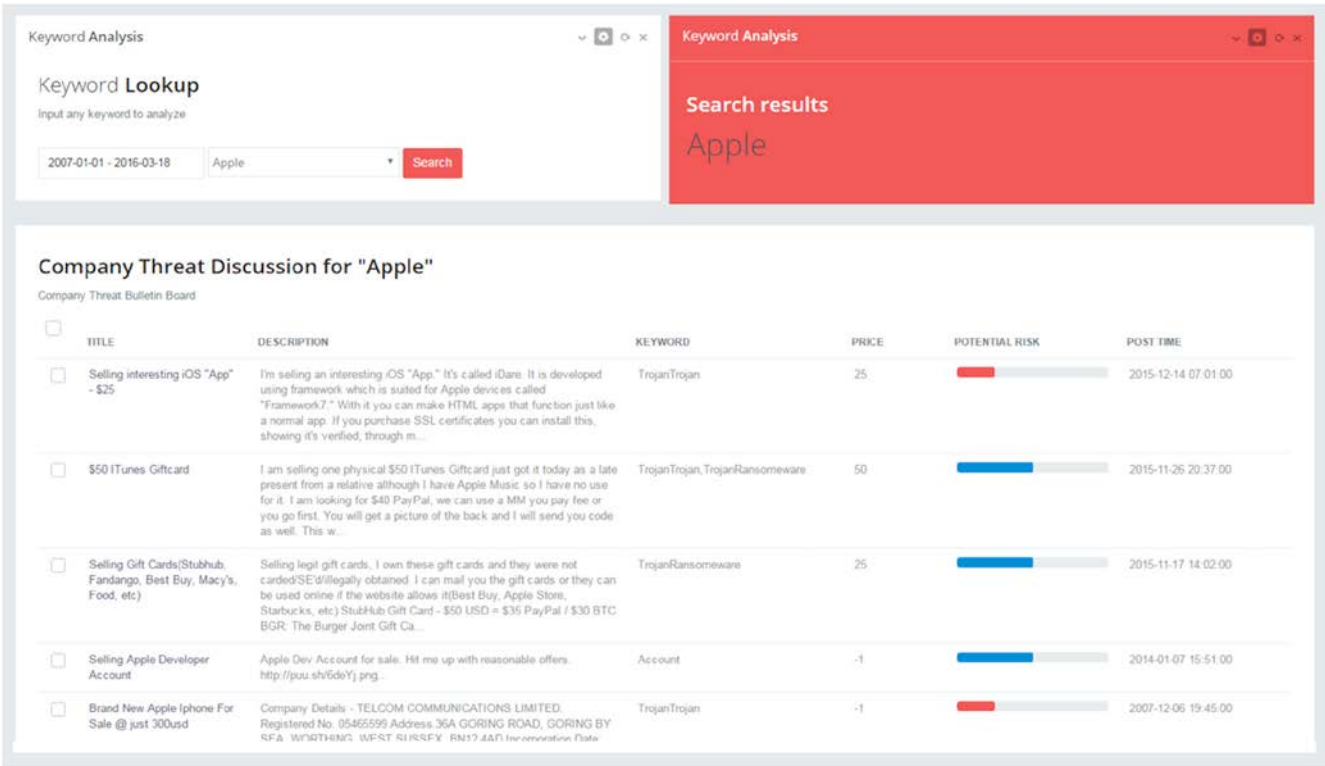 Keyword Analysis
Keyword Lookup
Input any keyword to analyze
2007-01-01 - 2016-03-18
Apple
Search
Keyword Analysis
Search results
Apple
Company Threat Discussion for "Apple"
Company Threat Bulletin Board
TITLE DESCRIPTION KEYWORD PRICE POTENTIAL RISK POST TIME
Selling interesting iOS "App"
- $25
I'm selling an interesting iOS "App." It's called iDare. It is developed
using framework which is suited for Apple devices called
"Framework7." With it you can make HTML apps that function just like
a normal app. If you purchase SSL certificates you can install this,
showing it's verified, through m...
TrojanTrojan
25
2015-12-14 07:01:00
$50 ITunes Giftcard
I am selling one physical $50 ITunes Giftcard just got it today as a late
present from a relative although I have Apple Music so I have no use
for it. I am looking for $40 PayPal, we can use a MM you pay fee or
you go first. You will get a picture of the back and I will send you code
as well. This w...
TrojanTrojan,TrojanRansomeware
50
2015-11-26 20:37:00
Selling Gift Cards(Stubhub,
Fandango, Best Buy, Macy's,
Food, etc)
Selling legit gift cards, I own these gift cards and they were not
carded/SE'd/illegally obtained. I can mail you the gift cards or they can
be used online if the website allows it(Best Buy, Apple Store,
Starbucks, etc) StubHub Gift Card - $50 USD = $35 PayPal / $30 BTC
BGR: The Burger Joint Gift Ca...
TrojanRansomeware
25
2015-11-17 14:02:00
Selling Apple Developer
Account
Apple Dev Account for sale. Hit me up with reasonable offers.
http://puu.sh/6deYj.png...
Account
-1
2014-01-07 15:51:00
Brand New Apple Iphone For
Sale @ just 300usd
Company Details - TELCOM COMMUNICATIONS LIMITED.
Registered No. 05465599 Address.36A GORING ROAD, GORING BY
SEA, WORTHING, WEST SUSSEX, BN12 4AD Incorporation Date:
TrojanTrojan
-1
2007-12-06 19:45:00